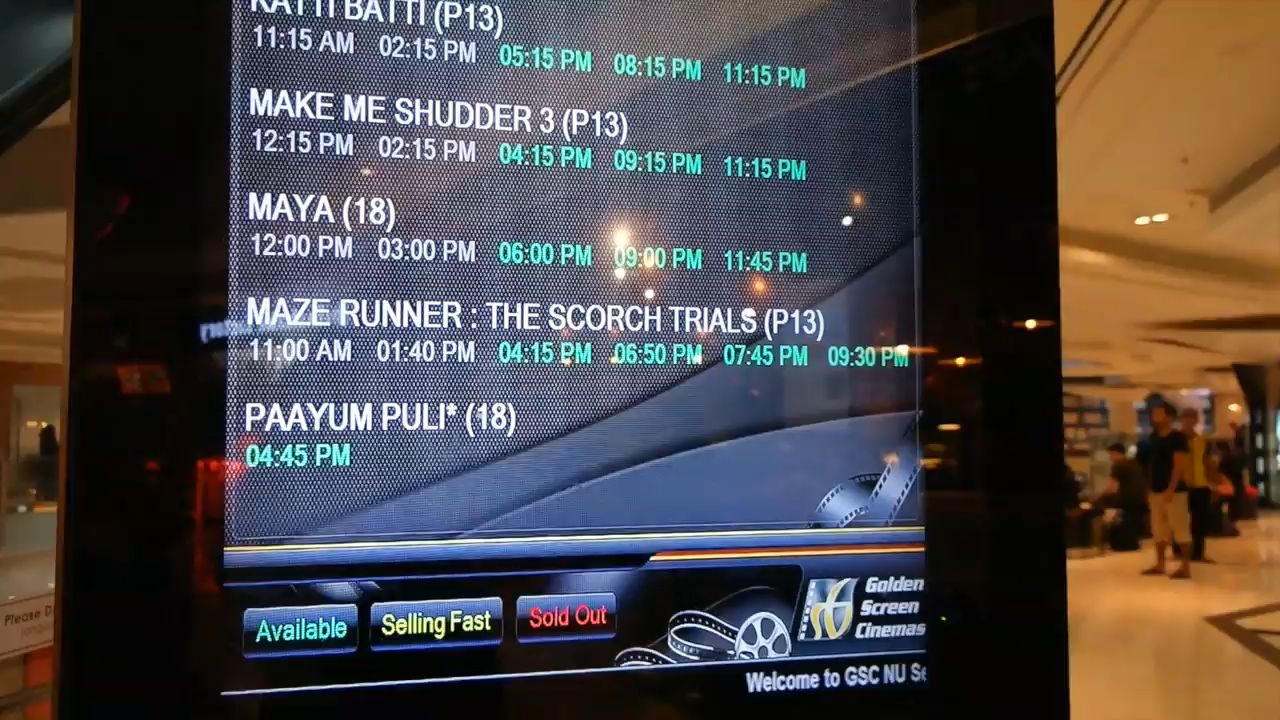 KATTI BATTI (P13)
11:15 AM 02:15 PM 05:15 PM 08:15 PM 11:15 PM
MAKE ME SHUDDER 3 (P13)
12:15 PM 02:15 PM 04:15 PM 09:15 PM 11:15 PM
MAYA (18)
12:00 PM 03:00 PM 06:00 PM 09:00 PM 11:45 PM
MAZE RUNNER : THE SCORCH TRIALS (P13)
11:00 AM 01:40 PM 04:15 PM 06:50 PM 07:45 PM 09:30 PM
PAAYUM PULI* (18)
04:45 PM
Available Selling Fast Sold Out
Golden
Screen
Cinemas
Welcome to GSC NU
Please